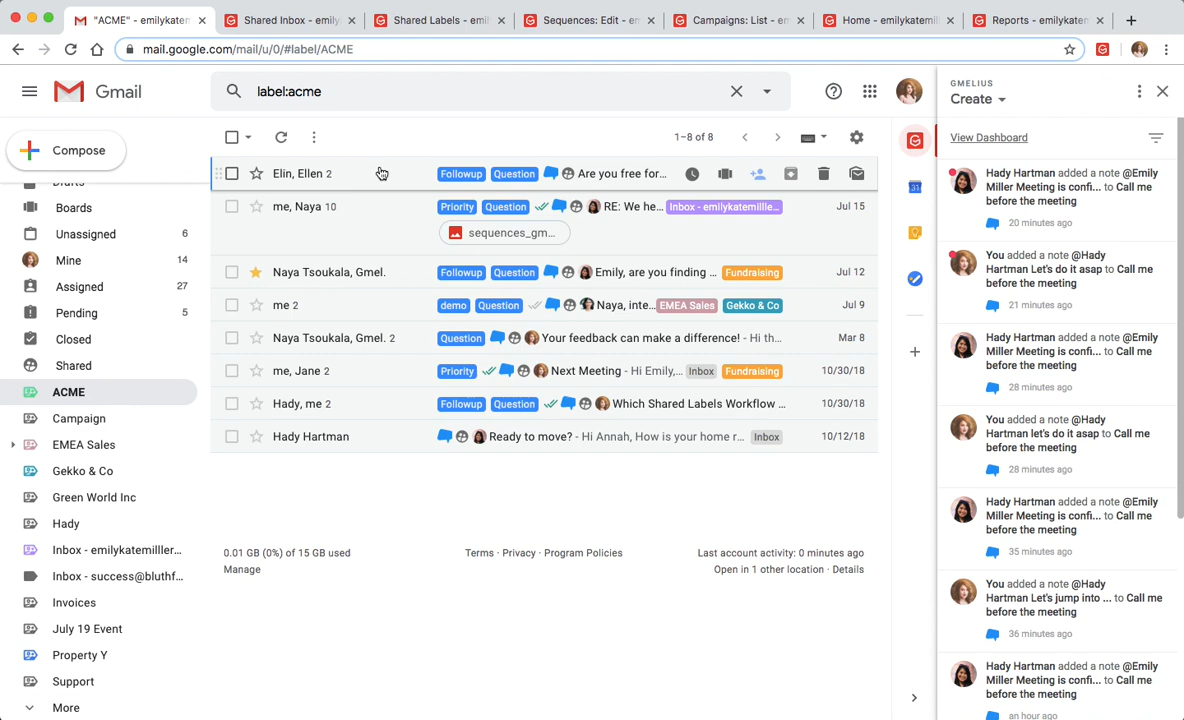 "ACME" - emilykatem
Shared Inbox - emily
Shared Labels - emil
Sequences: Edit - em
Campaigns: List - em
Home - emilykatemil
Reports - emilykatem
mail.google.com/mail/u/0/#label/ACME
Gmail
label:acme
GMELIUS
Create
Compose
1–8 of 8
View Dashboard
Drafts
Boards
Unassigned 6
Mine 14
Assigned 27
Pending 5
Closed
Shared
ACME
Campaign
EMEA Sales
Gekko & Co
Green World Inc
Hady
Inbox - emilykatemilller...
Inbox - success@bluthf...
Invoices
July 19 Event
Property Y
Support
More
Elin, Ellen 2 Followup Question Are you free for...
me, Naya 10 Priority Question RE: We he... Inbox - emilykatemillle... Jul 15
sequences_gm...
Naya Tsoukala, Gmel. Followup Question Emily, are you finding ... Fundraising Jul 12
me 2 demo Question Naya, inte... EMEA Sales Gekko & Co Jul 9
Naya Tsoukala, Gmel. 2 Question Your feedback can make a difference! - Hi th... Mar 8
me, Jane 2 Priority Next Meeting - Hi Emily,... Inbox Fundraising 10/30/18
Hady, me 2 Followup Question Which Shared Labels Workflow ... 10/30/18
Hady Hartman Ready to move? - Hi Annah, How is your home r... Inbox 10/12/18
0.01 GB (0%) of 15 GB used
Manage
Terms · Privacy · Program Policies
Last account activity: 0 minutes ago
Open in 1 other location · Details
Hady Hartman added a note @Emily
Miller Meeting is confi... to Call me
before the meeting
20 minutes ago
You added a note @Hady
Hartman Let's do it asap to Call me
before the meeting
21 minutes ago
Hady Hartman added a note @Emily
Miller Meeting is confi... to Call me
before the meeting
28 minutes ago
You added a note @Hady
Hartman let's do it asap to Call me
before the meeting
28 minutes ago
Hady Hartman added a note @Emily
Miller Meeting is confi... to Call me
before the meeting
35 minutes ago
You added a note @Hady
Hartman Let's jump into ... to Call me
before the meeting
36 minutes ago
Hady Hartman added a note @Emily
Miller Meeting is confi... to Call me
before the meeting
an hour ago